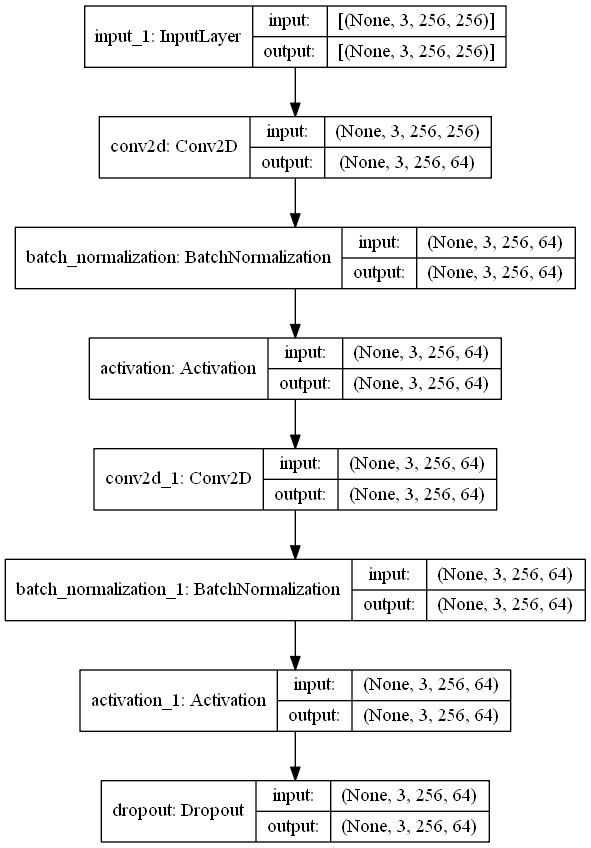 input_1: InputLayer input: [(None, 3, 256, 256)]
output: [(None, 3, 256, 256)]
conv2d: Conv2D input: (None, 3, 256, 256)
output: (None, 3, 256, 64)
batch_normalization: BatchNormalization input: (None, 3, 256, 64)
output: (None, 3, 256, 64)
activation: Activation input: (None, 3, 256, 64)
output: (None, 3, 256, 64)
conv2d_1: Conv2D input: (None, 3, 256, 64)
output: (None, 3, 256, 64)
batch_normalization_1: BatchNormalization input: (None, 3, 256, 64)
output: (None, 3, 256, 64)
activation_1: Activation input: (None, 3, 256, 64)
output: (None, 3, 256, 64)
dropout: Dropout input: (None, 3, 256, 64)
output: (None, 3, 256, 64)